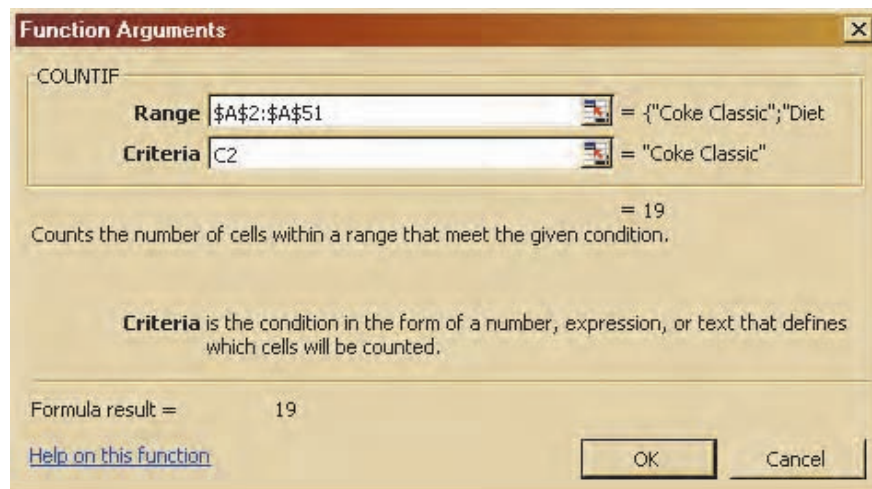 Function Arguments
COUNTIF
Range $A$2:$A$51 = {"Coke Classic";"Diet
Criteria C2 = "Coke Classic"
= 19
Counts the number of cells within a range that meet the given condition.
Criteria is the condition in the form of a number, expression, or text that defines
which cells will be counted.
Formula result = 19
Help on this function OK Cancel